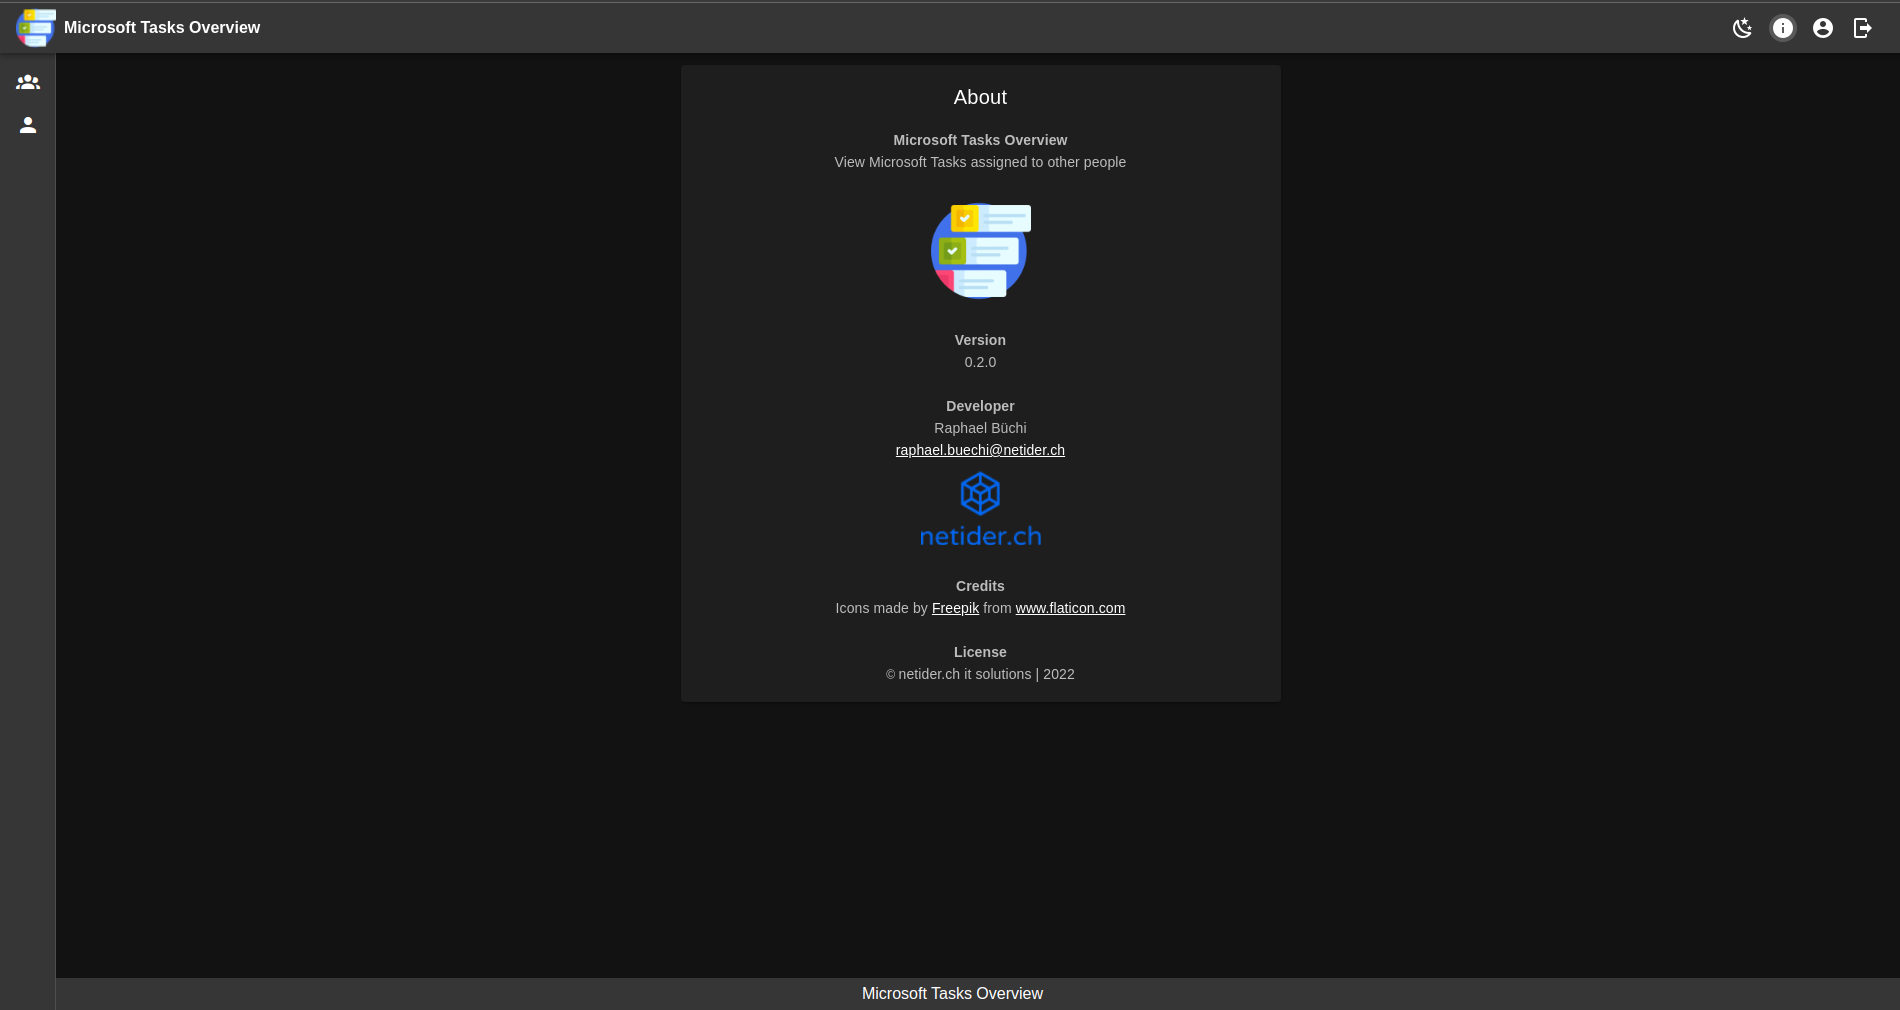 Microsoft Tasks Overview
About
Microsoft Tasks Overview
View Microsoft Tasks assigned to other people
Version
0.2.0
Developer
Raphael Büchi
raphael.buechi@netider.ch
netider.ch
Credits
Icons made by Freepik from www.flaticon.com
License
© netider.ch it solutions | 2022
Microsoft Tasks Overview